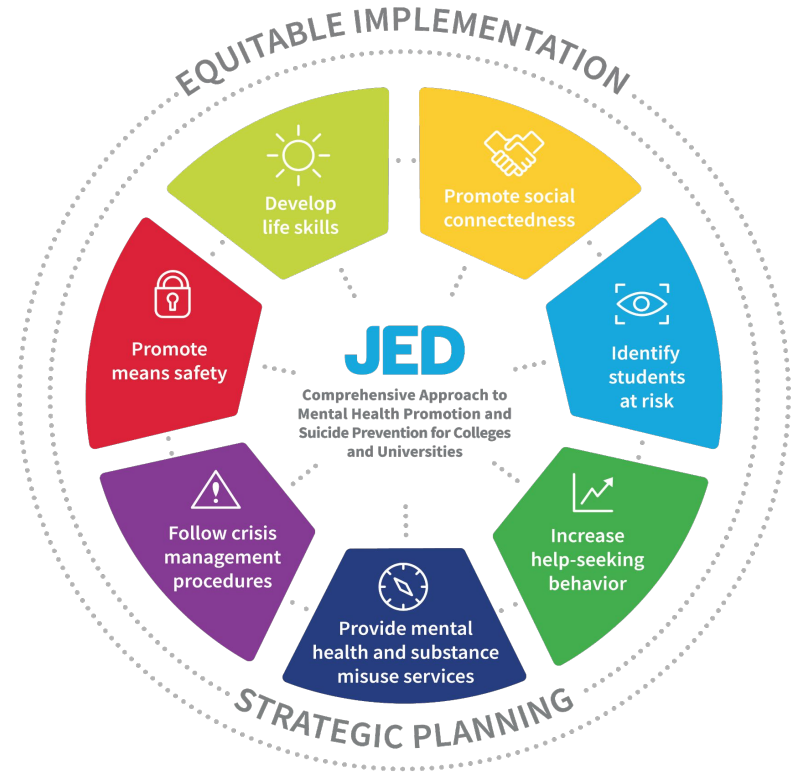 EQUITABLE IMPLEMENTATION
Develop
life skills
Promote social
connectedness
Identify
students
at risk
Increase
help-seeking
behavior
Provide mental
health and substance
misuse services
Follow crisis
management
procedures
Promote
means safety
JED
Comprehensive Approach to
Mental Health Promotion and
Suicide Prevention for Colleges
and Universities
STRATEGIC PLANNING